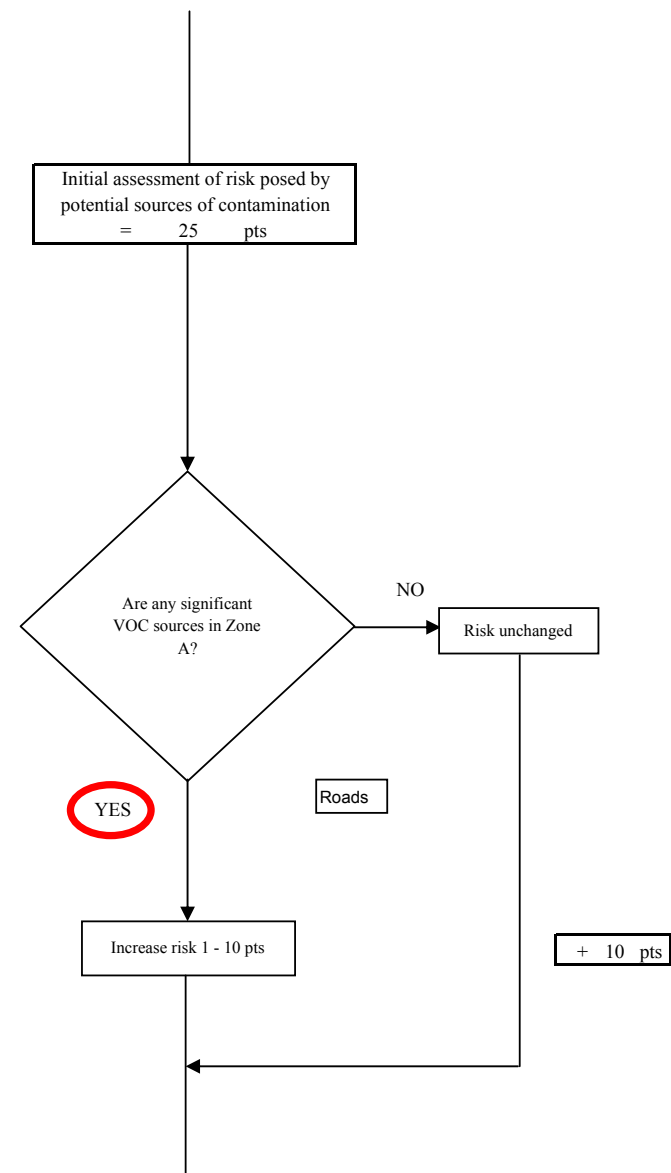 Initial assessment of risk posed by
potential sources of contamination
= 25 pts
Are any significant
VOC sources in Zone
A?
NO
Risk unchanged
YES
Roads
Increase risk 1 - 10 pts
+ 10 pts